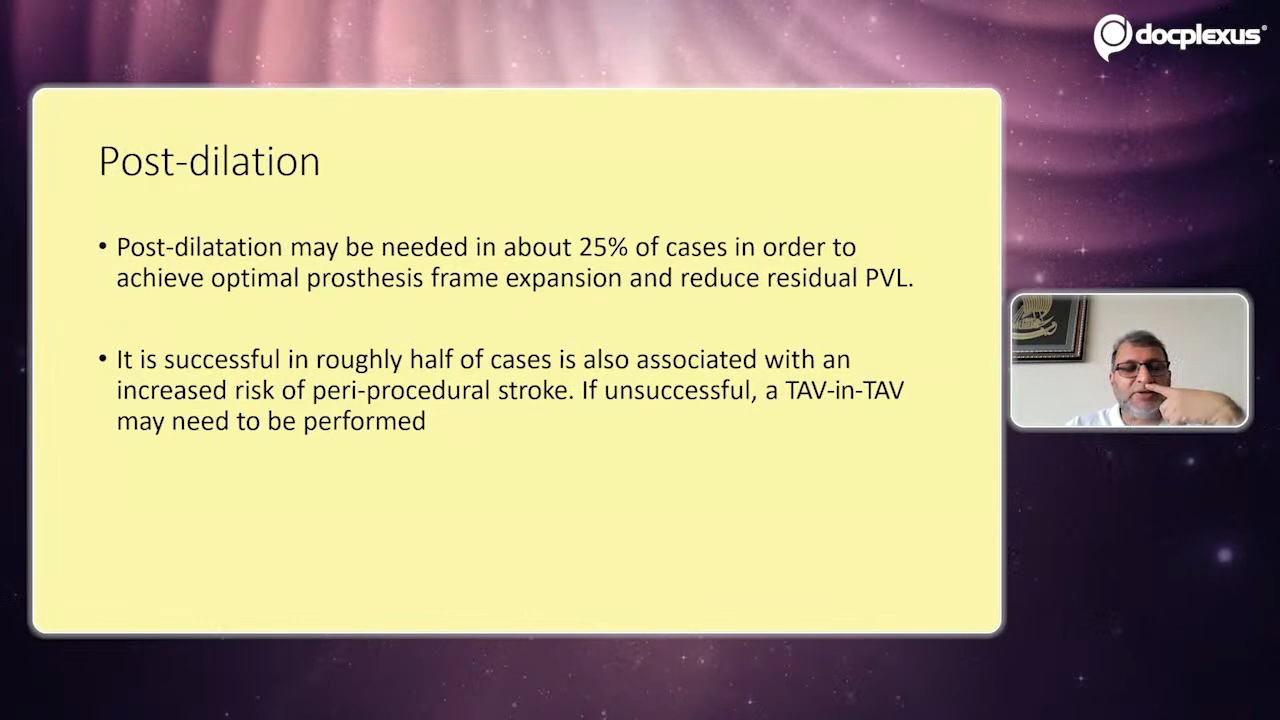 docplexus®
Post-dilation
• Post-dilatation may be needed in about 25% of cases in order to
achieve optimal prosthesis frame expansion and reduce residual PVL.
• It is successful in roughly half of cases is also associated with an
increased risk of peri-procedural stroke. If unsuccessful, a TAV-in-TAV
may need to be performed